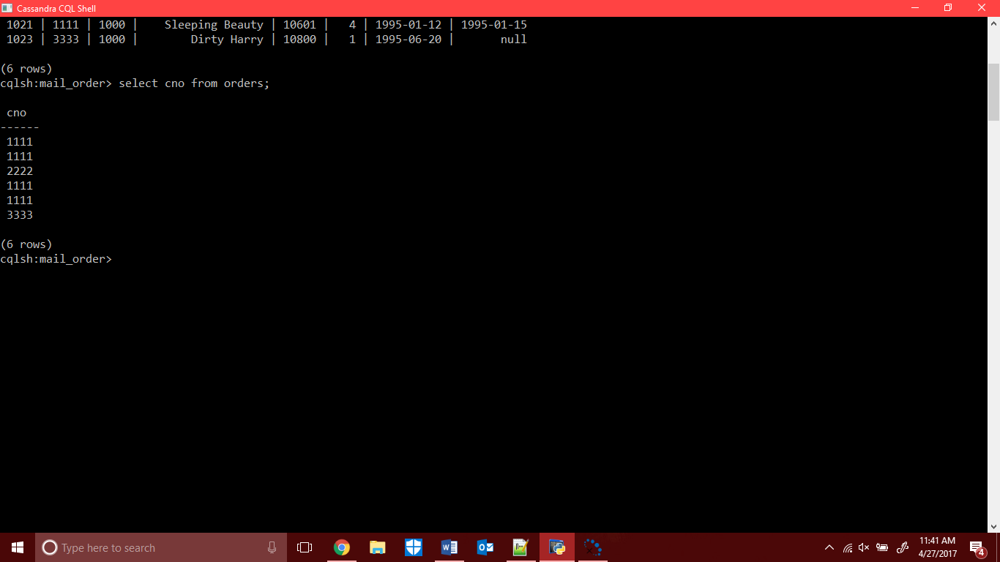 Cassandra CQL Shell
 1021 | 1111 | 1000 |    Sleeping Beauty | 10601 |   4 | 1995-01-12 | 1995-01-15
 1023 | 3333 | 1000 |        Dirty Harry | 10800 |   1 | 1995-06-20 |       null
(6 rows)
cqlsh:mail_order> select cno from orders;
 cno
------
 1111
 1111
 2222
 1111
 1111
 3333
(6 rows)
cqlsh:mail_order>
Type here to search
11:41 AM
4/27/2017
4